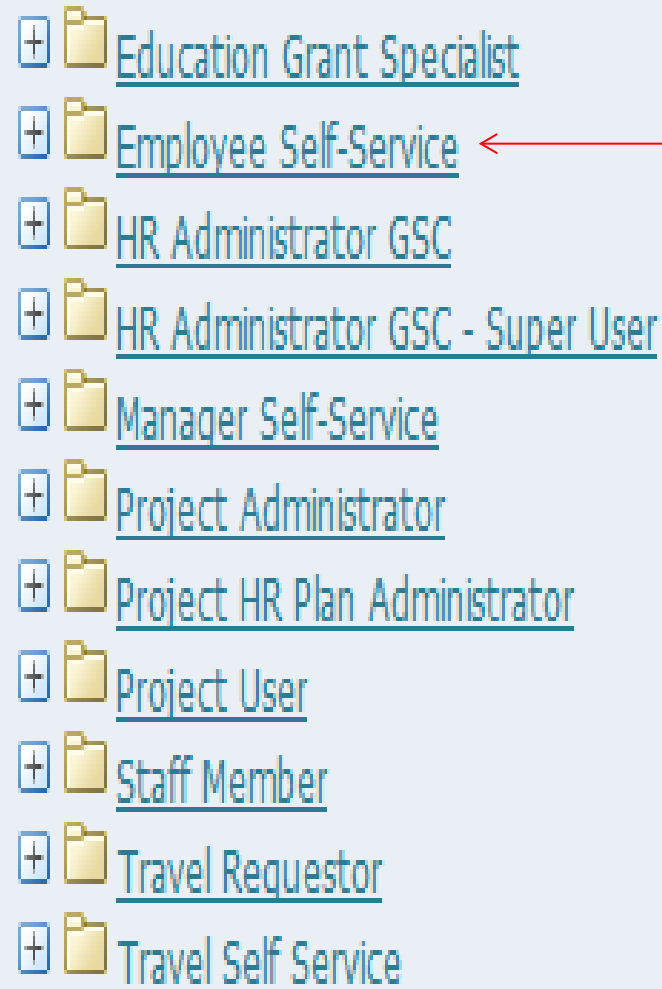 Education Grant Specialist
Employee Self-Service
HR Administrator GSC
HR Administrator GSC - Super User
Manager Self-Service
Project Administrator
Project HR Plan Administrator
Project User
Staff Member
Travel Requestor
Travel Self Service